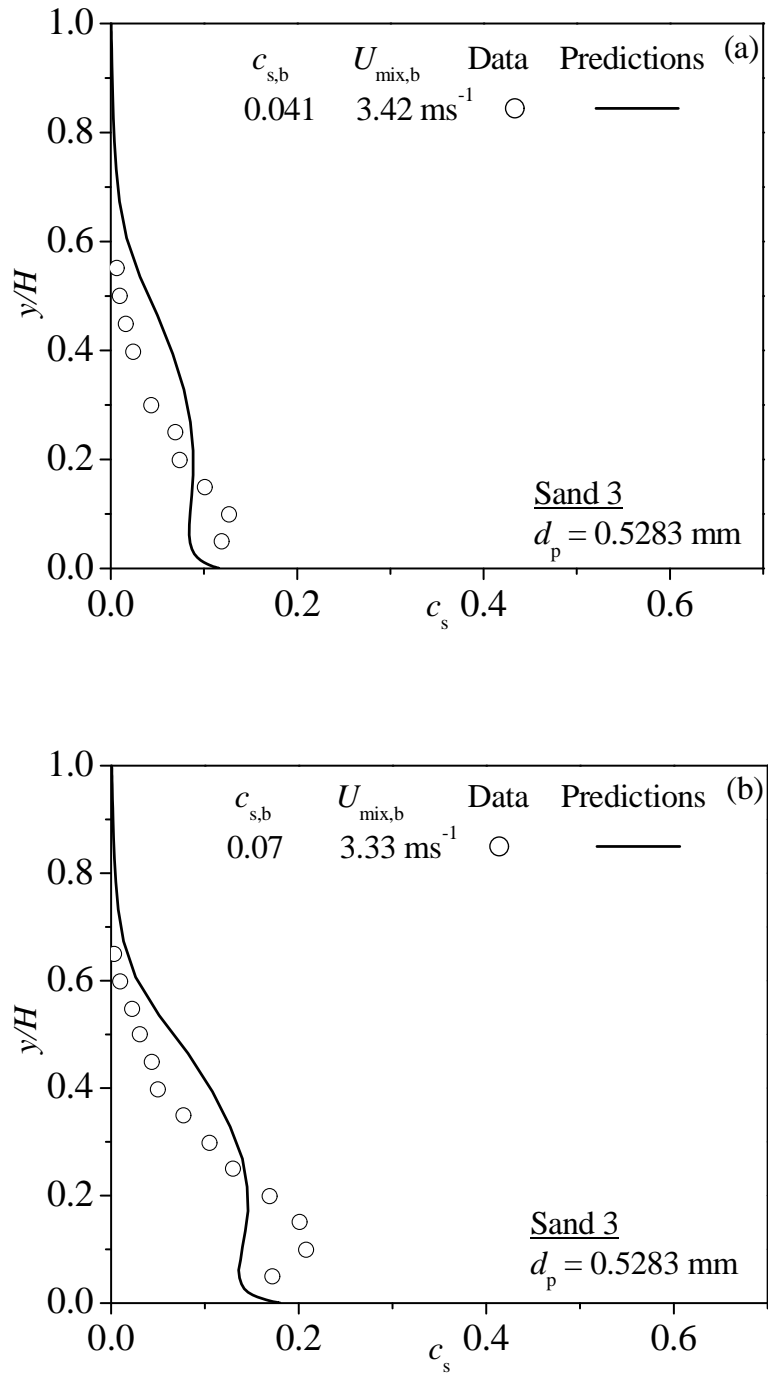 (a)
c_s,b U_mix,b Data Predictions
0.041 3.42 ms^-1
1.0
0.8
0.6
0.4
0.2
0.0
y/H
Sand 3
d_p = 0.5283 mm
0.0 0.2 0.4 0.6
c_s
(b)
c_s,b U_mix,b Data Predictions
0.07 3.33 ms^-1
1.0
0.8
0.6
0.4
0.2
0.0
y/H
Sand 3
d_p = 0.5283 mm
0.0 0.2 0.4 0.6
c_s